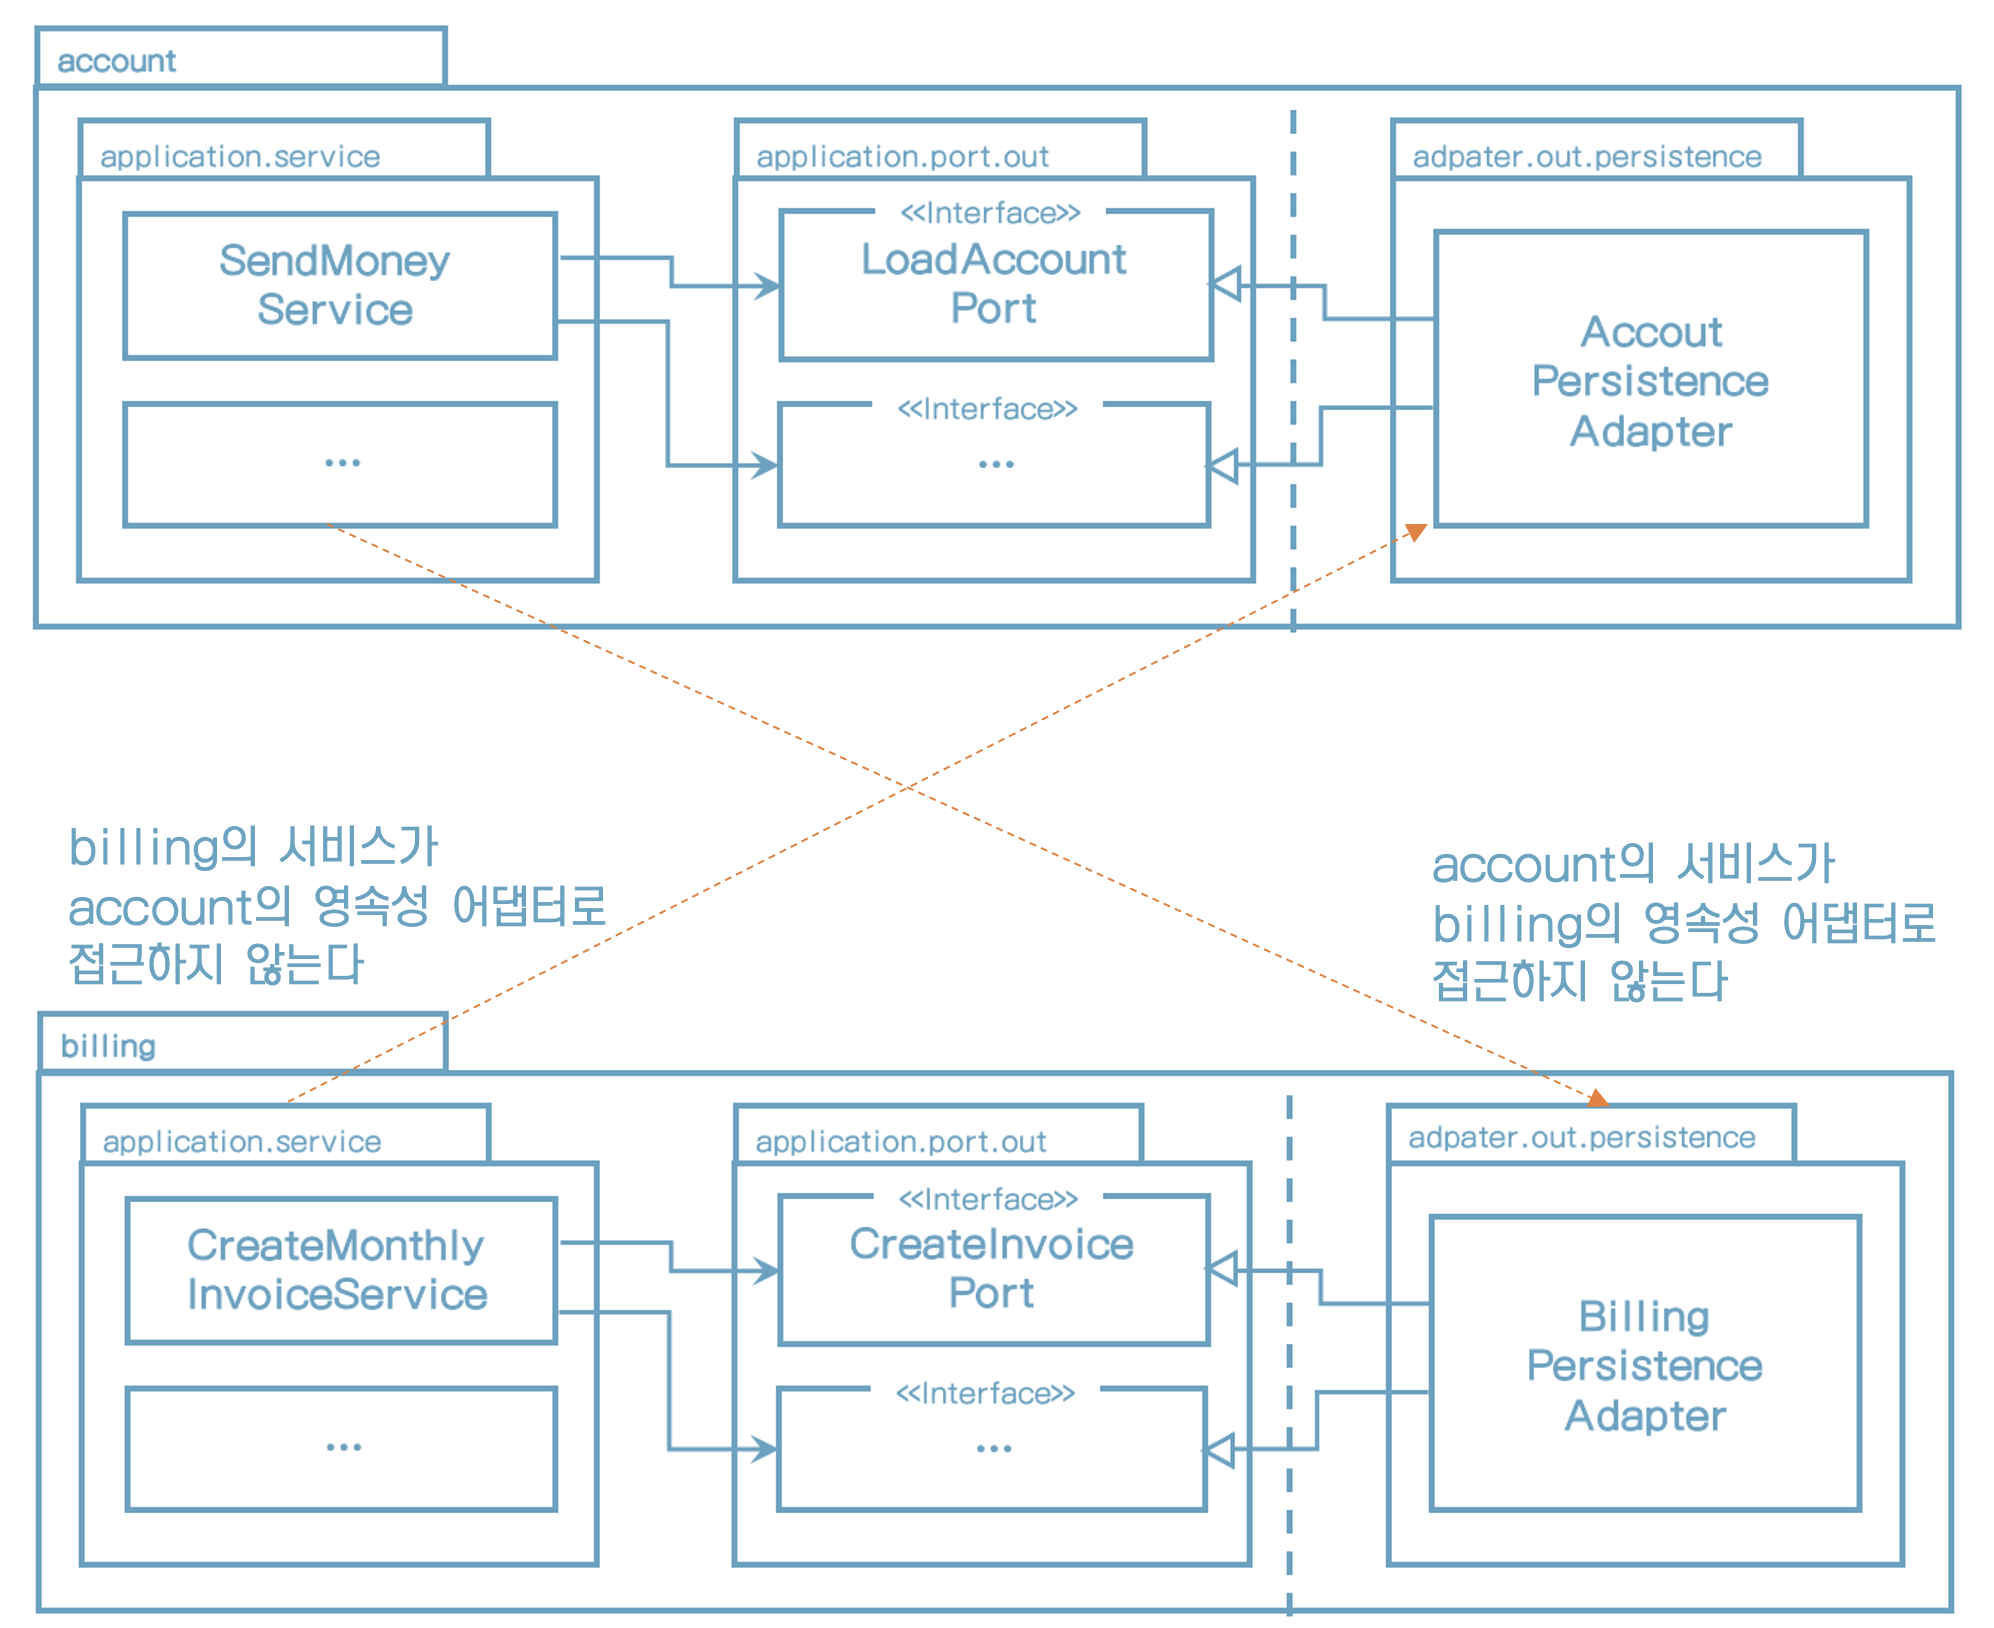 account
application.service
application.port.out
adpater.out.persistence
SendMoney
Service
...
<<Interface>>
LoadAccount
Port
<<Interface>>
...
Accout
Persistence
Adapter
billing의 서비스가
account의 영속성 어댑터로
접근하지 않는다
account의 서비스가
billing의 영속성 어댑터로
접근하지 않는다
billing
application.service
application.port.out
adpater.out.persistence
CreateMonthly
InvoiceService
...
<<Interface>>
CreateInvoice
Port
<<Interface>>
...
Billing
Persistence
Adapter